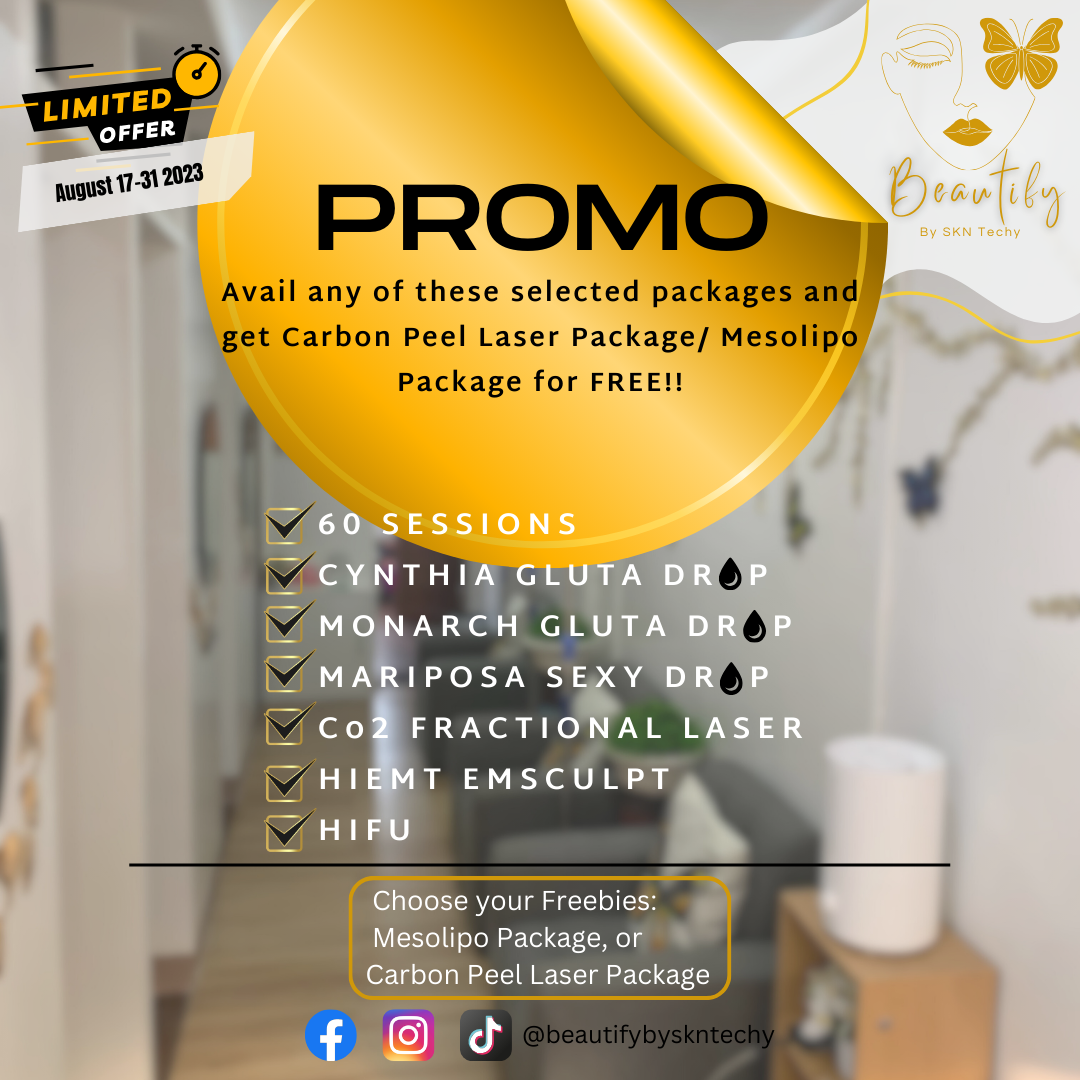 LIMITED
OFFER
August 17-31 2023
Beautify
By SKN Techy
PROMO
Avail any of these selected packages and
get Carbon Peel Laser Package/ Mesolipo
Package for FREE!!
60 SESSIONS
CYNTHIA GLUTA DROP
MONARCH GLUTA DROP
MARIPOSA SEXY DROP
Co2 FRACTIONAL LASER
HIEMT EMSCULPT
HIFU
Choose your Freebies:
Mesolipo Package, or
Carbon Peel Laser Package
@beautifyby​skntechy